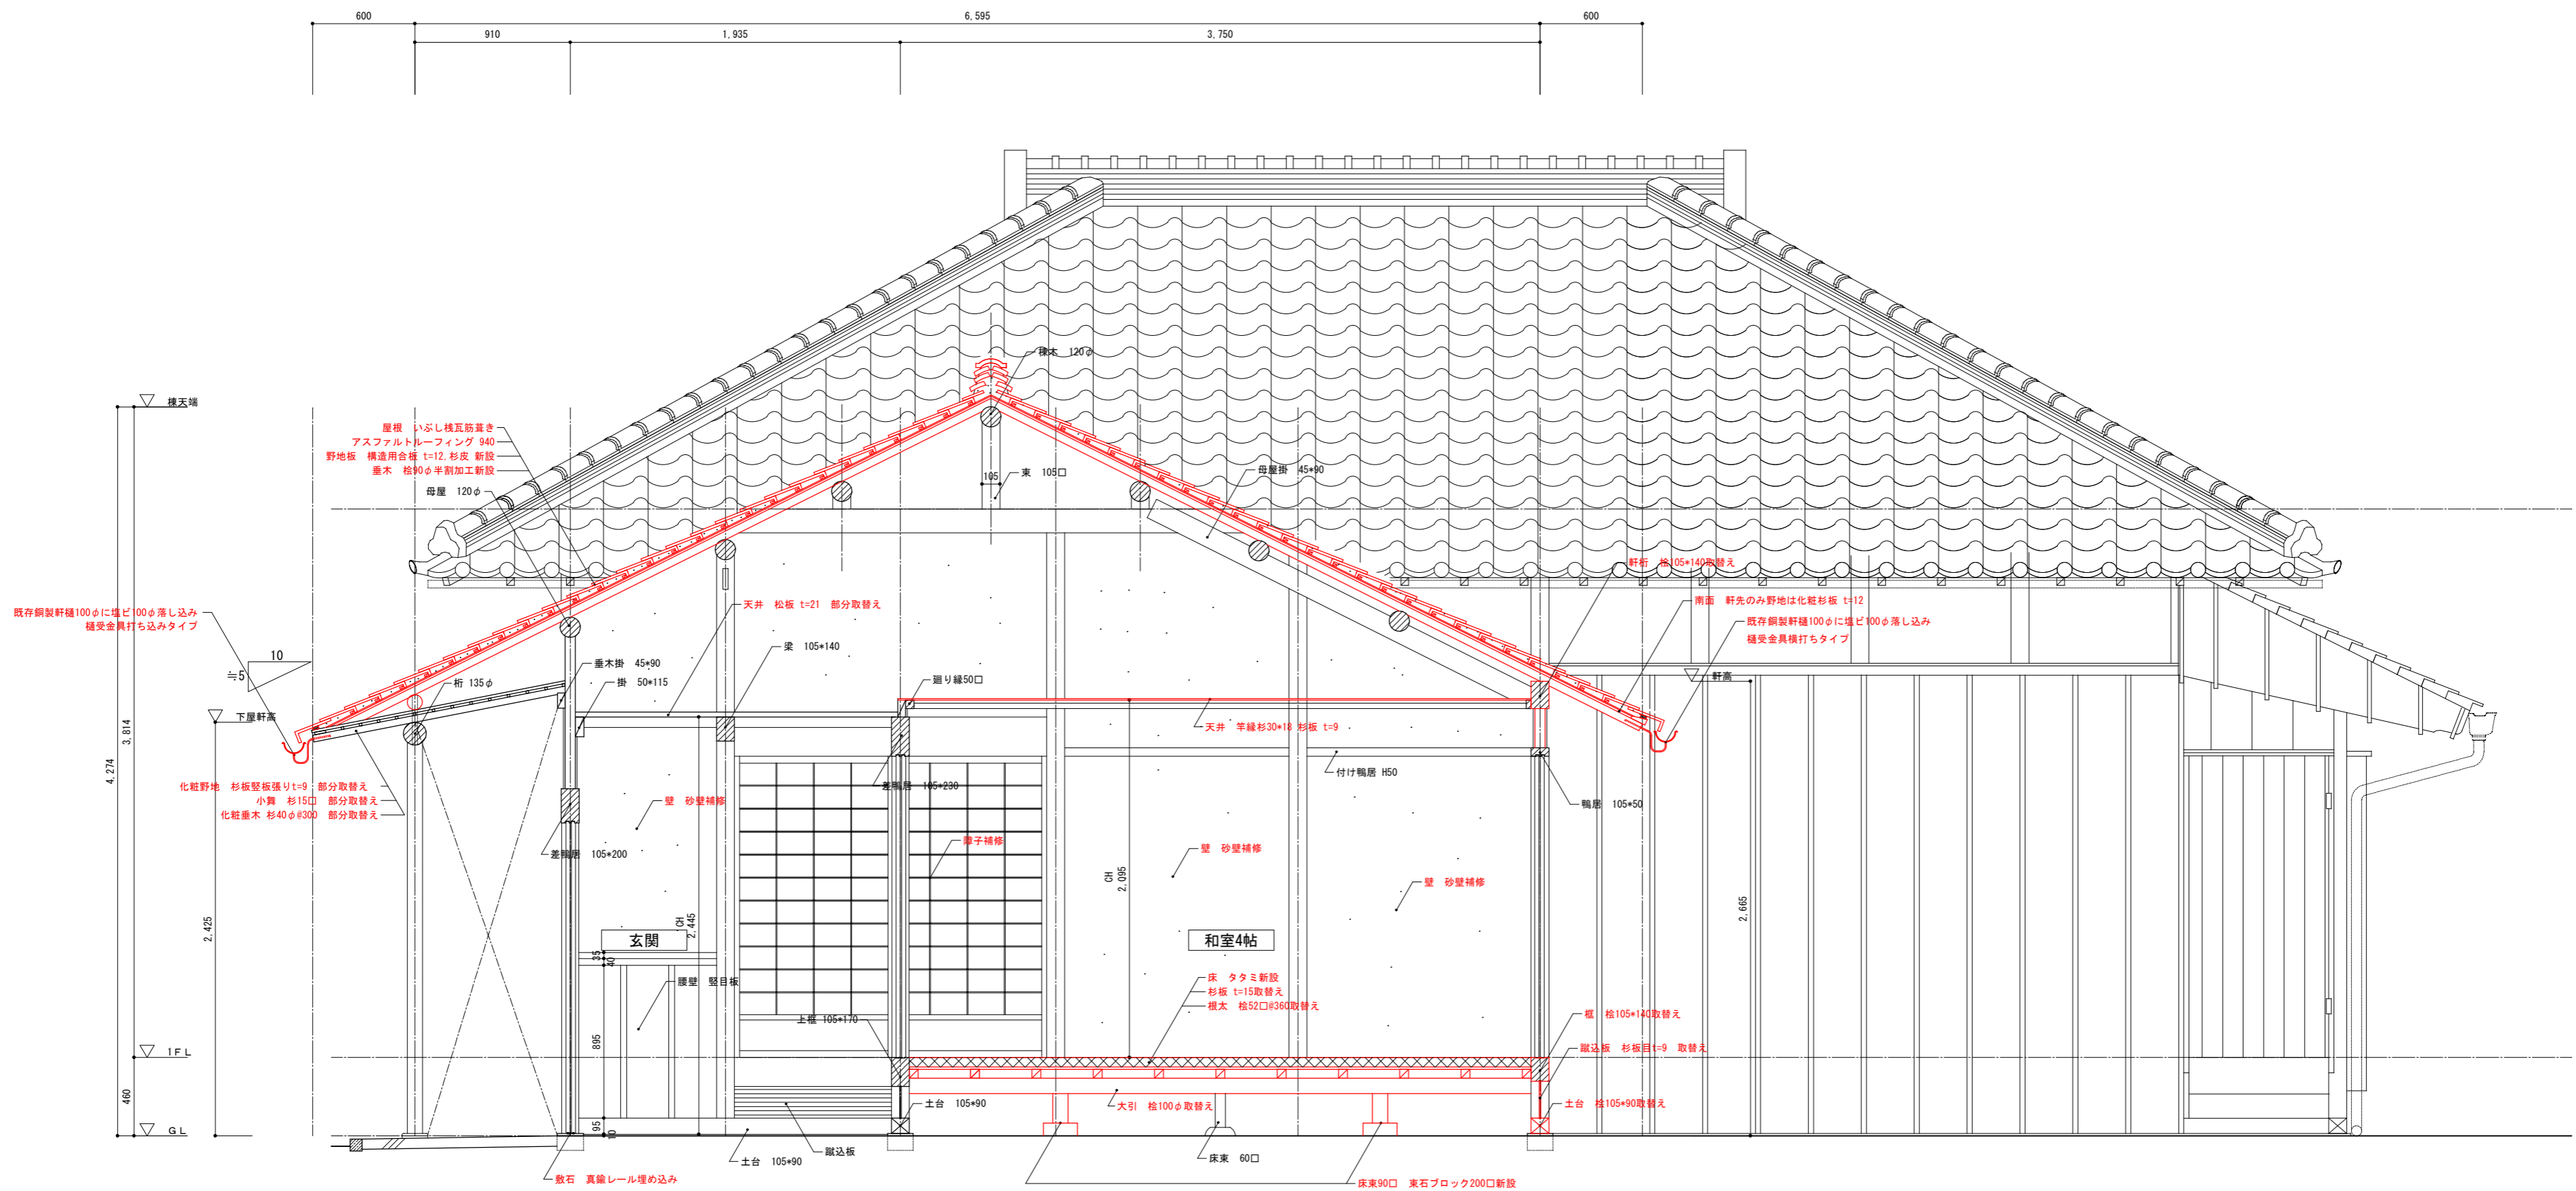 600
6,595
600
910
1,935
3,750
棟天端
棟木 120φ
屋根 いぶし桟瓦筋葺き
アスファルトルーフィング 940
野地板 構造用合板 t=12,杉皮 新設
垂木 桧90φ半割加工新設
母屋 120φ
105
束 105口
母屋掛 45*90
軒桁 桧105*140取替え
南面 軒先のみ野地は化粧杉板 t=12
既存銅製軒樋100φに塩ビ100φ落し込み
樋受金具横打ちタイプ
既存銅製軒樋100φに塩ビ100φ落し込み
樋受金具打ち込みタイプ
天井 松板 t=21 部分取替え
梁 105*140
10
≒5
垂木掛 45*90
掛 50*115
桁 135φ
廻り縁50口
軒高
下屋軒高
天井 竿縁杉30*18 杉板 t=9
付け鴨居 H50
鴨居 105*50
差鴨居 105*230
化粧野地 杉板竪板張りt=9 部分取替え
小舞 杉15口 部分取替え
化粧垂木 杉40φ@300 部分取替え
壁 砂壁補修
障子補修
差鴨居 105*200
壁 砂壁補修
壁 砂壁補修
4,274
3,814
2,425
CH
2,445
CH
2,095
2,665
玄関
和室4帖
35
40
腰壁 竪目板
床 タタミ新設
杉板 t=15取替え
根太 桧52口@360取替え
上框 105*170
框 桧105*140取替え
蹴込板 杉板目t=9 取替え
895
1FL
460
土台 105*90
大引 桧100φ取替え
土台 桧105*90取替え
GL
95
10
土台 105*90
蹴込板
床束 60口
敷石 真鍮レール埋め込み
床束90口 束石ブロック200口新設